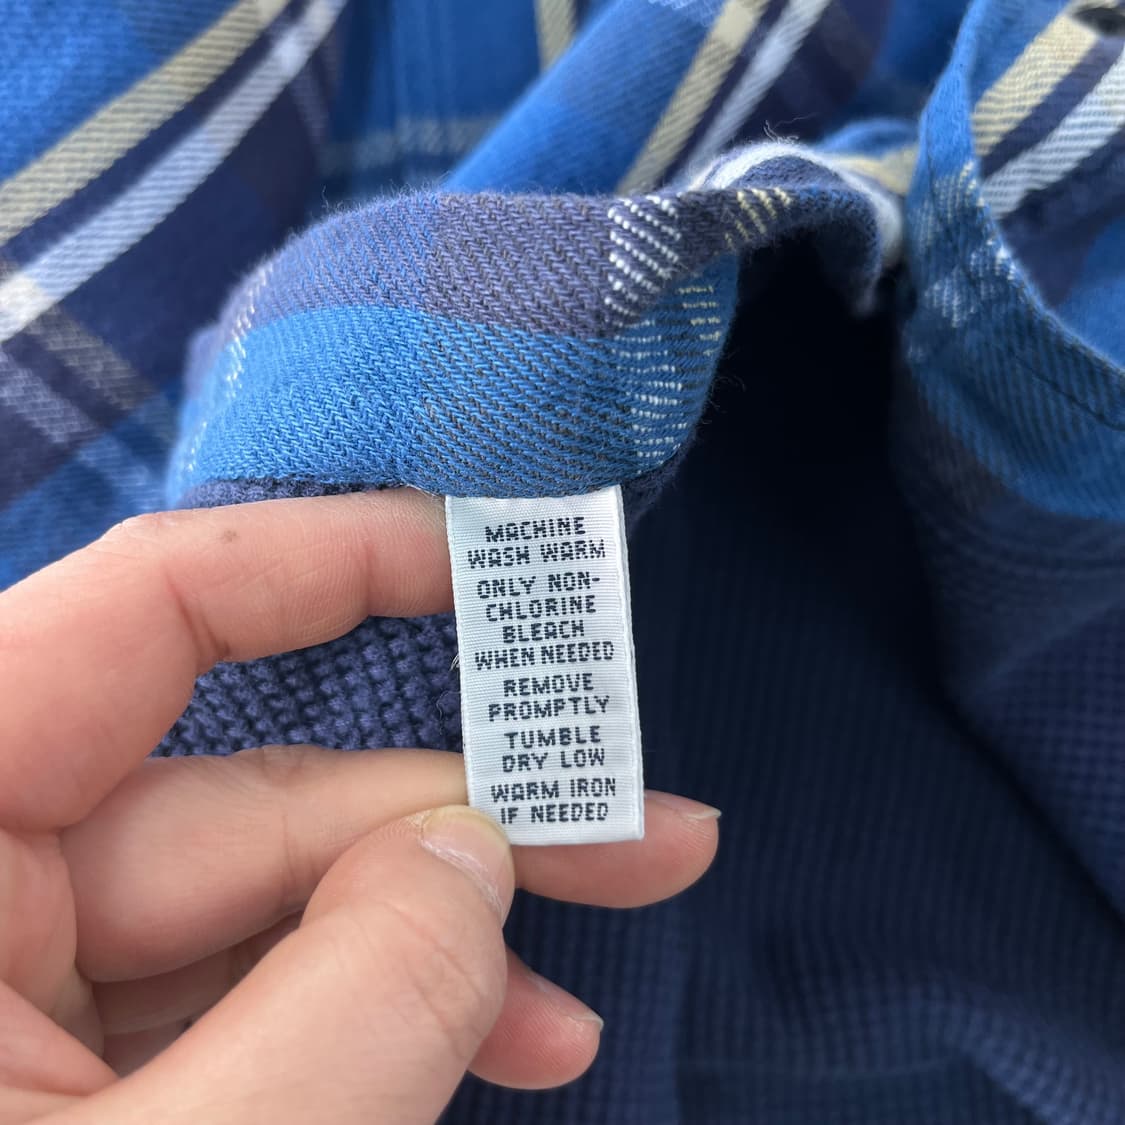 MACHINE
WASH WARM
ONLY NON-
CHLORINE
BLEACH
WHEN NEEDED
REMOVE
PROMPTLY
TUMBLE
DRY LOW
WARM IRON
IF NEEDED